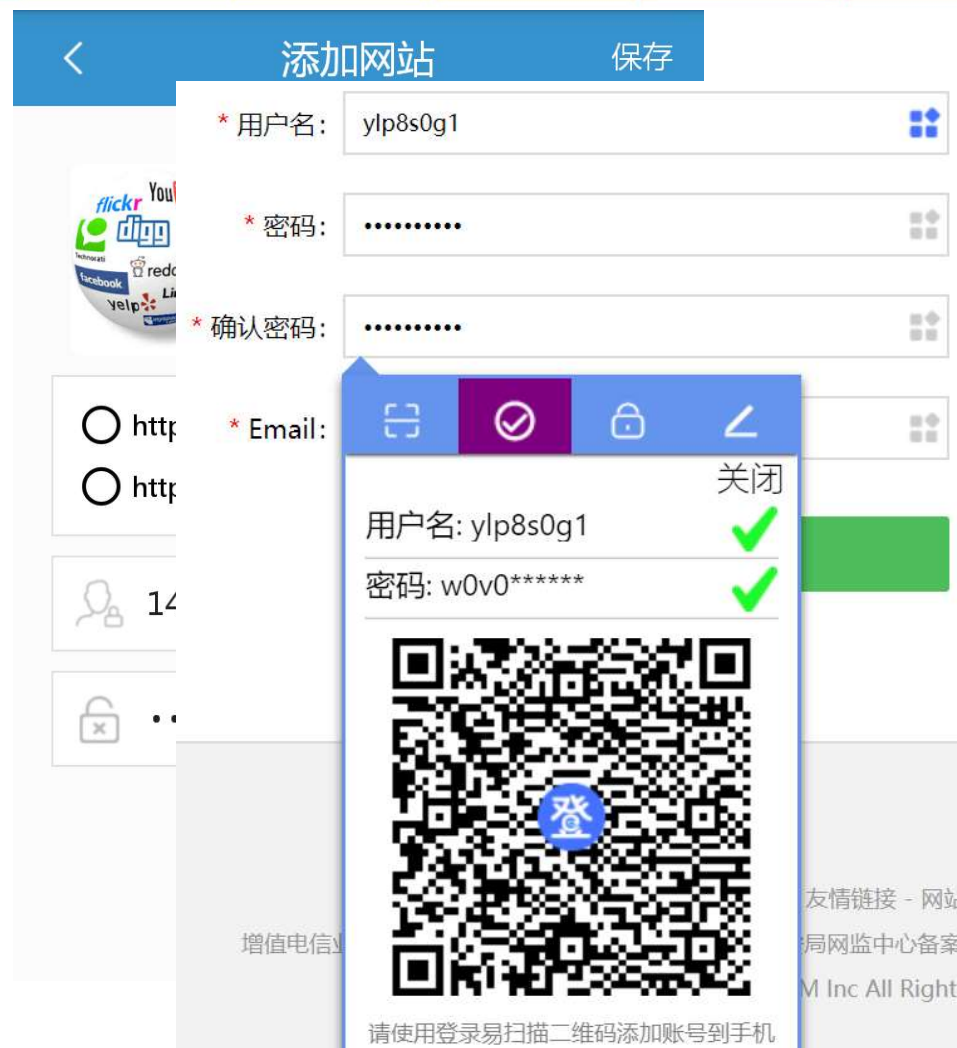 添加网站 保存
* 用户名: ylp8s0g1
flickr
digg
Technorati
facebook
yelp
* 密码: ••••••••••
* 确认密码: ••••••••••
http
http
* Email:
关闭
用户名: ylp8s0g1
密码: w0v0******
14
登
友情链接 - 网站
增值电信
局网监中心备案
M Inc All Right
请使用登录易扫描二维码添加账号到手机